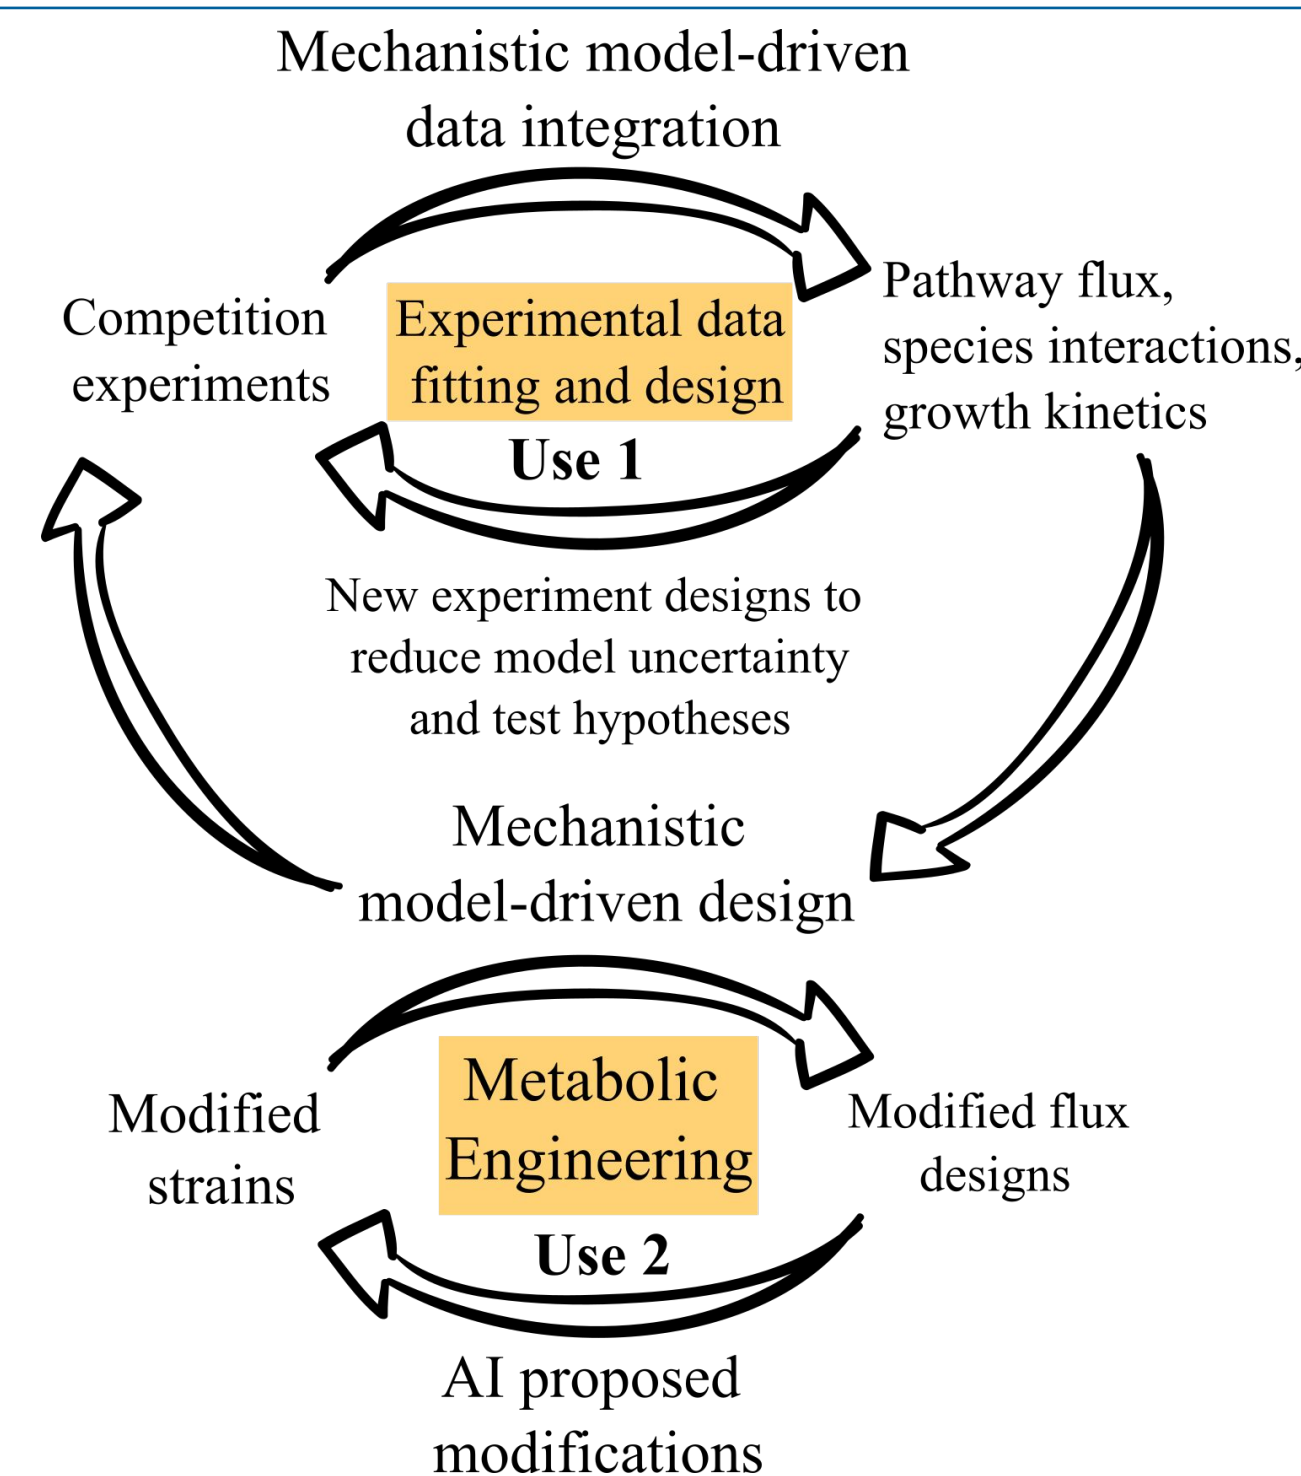 Mechanistic model-driven
data integration
Competition
experiments
Experimental data
fitting and design
Use 1
Pathway flux,
species interactions,
growth kinetics
New experiment designs to
reduce model uncertainty
and test hypotheses
Mechanistic
model-driven design
Modified
strains
Metabolic
Engineering
Use 2
Modified flux
designs
AI proposed
modifications